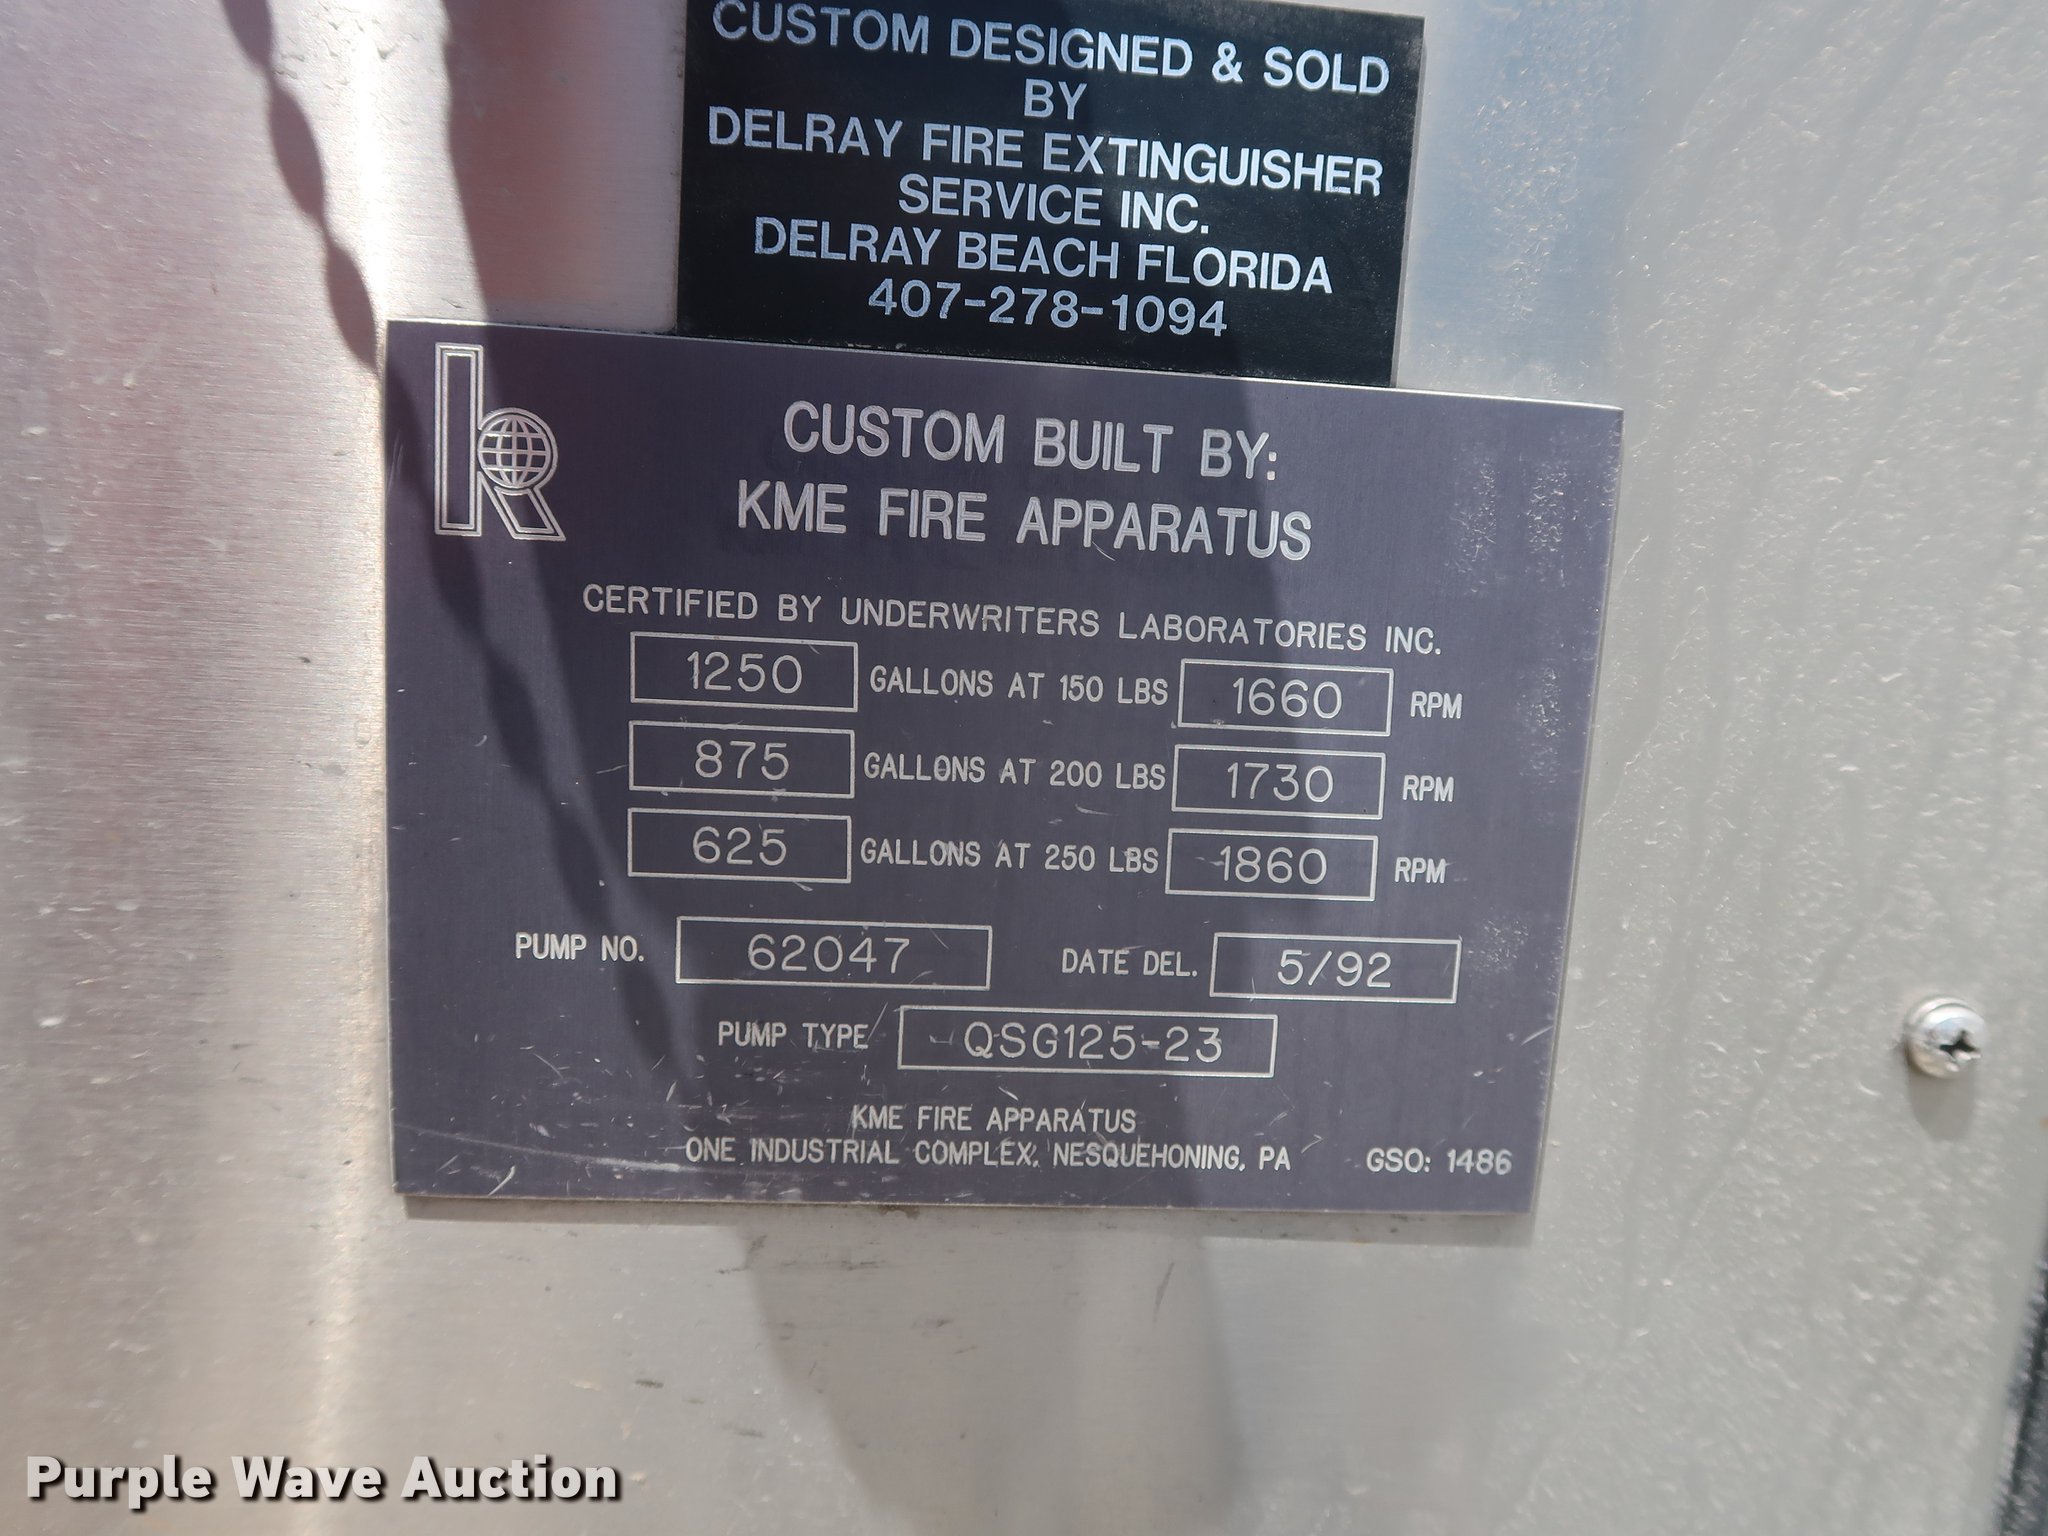 CUSTOM DESIGNED & SOLD
BY
DELRAY FIRE EXTINGUISHER
SERVICE INC.
DELRAY BEACH FLORIDA
407-278-1094
CUSTOM BUILT BY:
KME FIRE APPARATUS
CERTIFIED BY UNDERWRITERS LABORATORIES INC.
1250 GALLONS AT 150 LBS 1660 RPM
875 GALLONS AT 200 LBS 1730 RPM
625 GALLONS AT 250 LBS 1860 RPM
PUMP NO. 62047 DATE DEL. 5/92
PUMP TYPE QSG125-23
KME FIRE APPARATUS
ONE INDUSTRIAL COMPLEX, NESQUEHONING, PA GSO: 1486
Purple Wave Auction